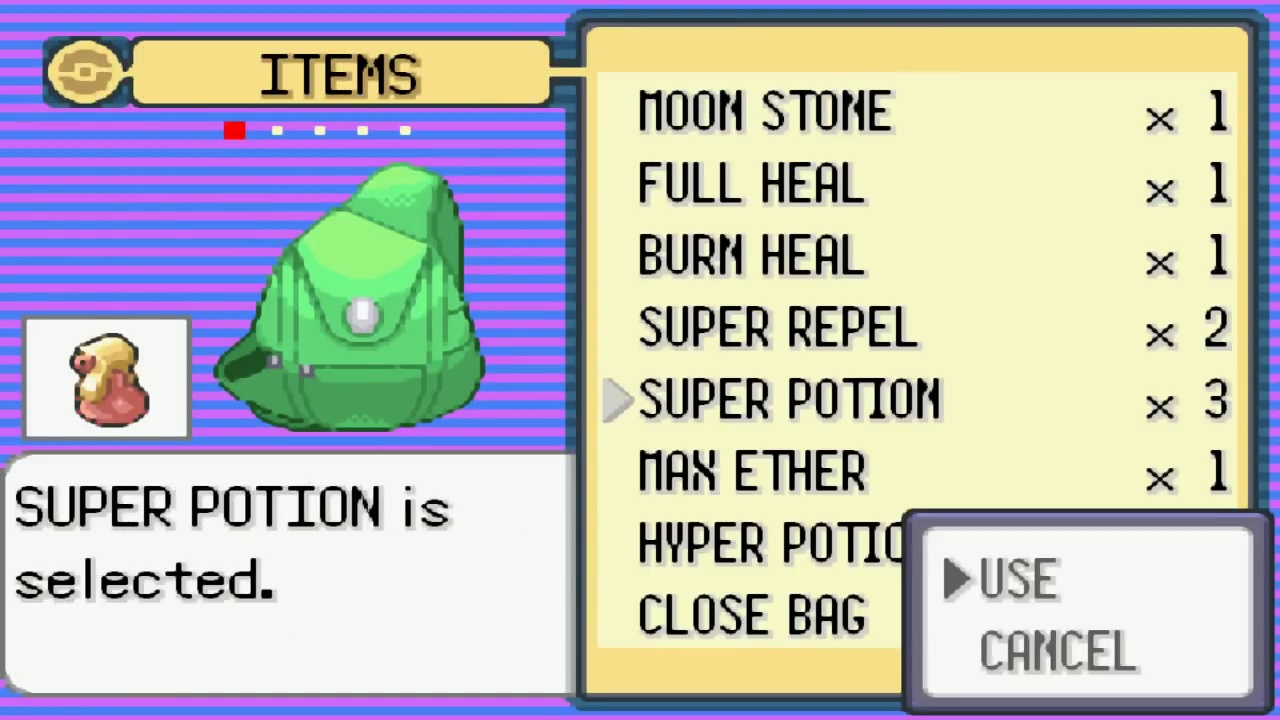 ITEMS
MOON STONE × 1
FULL HEAL × 1
BURN HEAL × 1
SUPER REPEL × 2
SUPER POTION × 3
MAX ETHER × 1
HYPER POTIO
CLOSE BAG
SUPER POTION is
selected.
USE
CANCEL